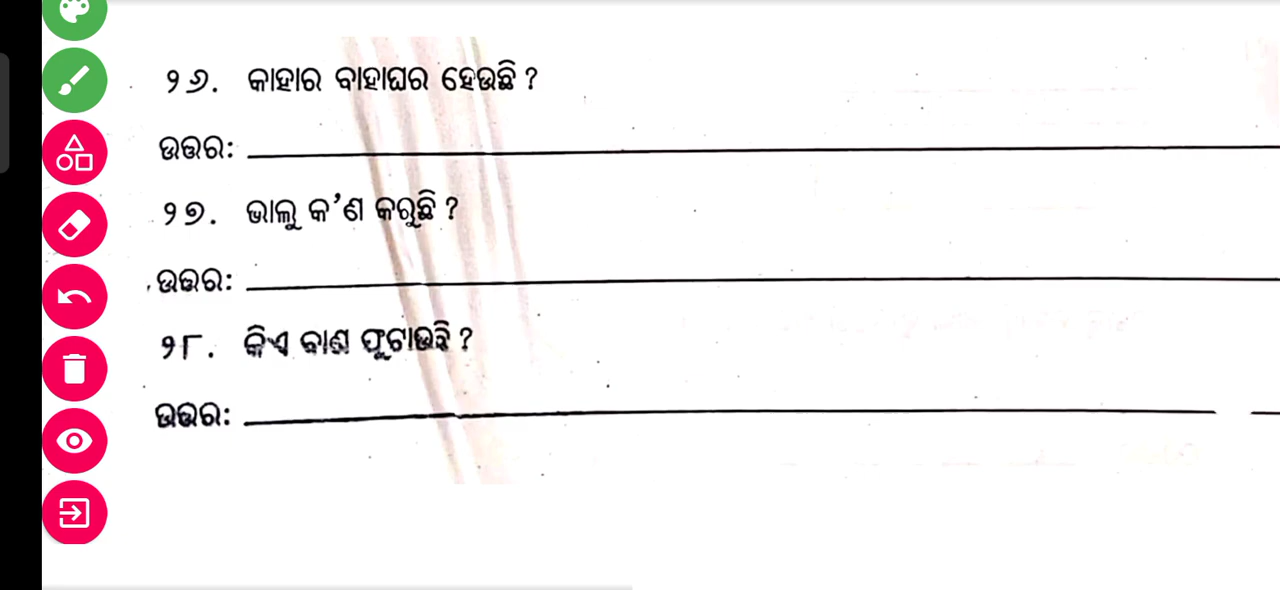 ୨୬. କାହାର ବାହାଘର ହେଉଛି ?
ଉତ୍ତର:
୨୭. ଭାଲୁ କ'ଣ କରୁଛି ?
ଉତ୍ତର:
୨୮. କିଏ ବାଣ ଫୁଟାଉଛି ?
ଉତ୍ତର: